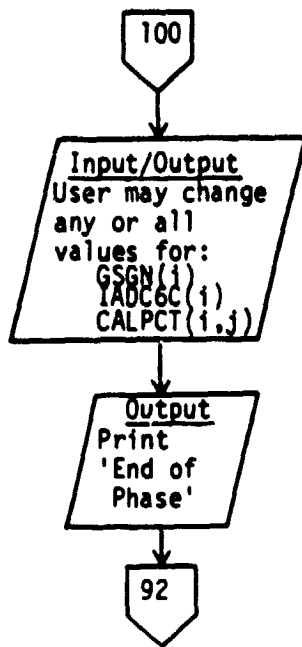 100
Input/Output
User may change
any or all
values for:
GSGN(i)
IADC6C(i)
CALPCT(i,j)
Output
Print
'End of
Phase'
92